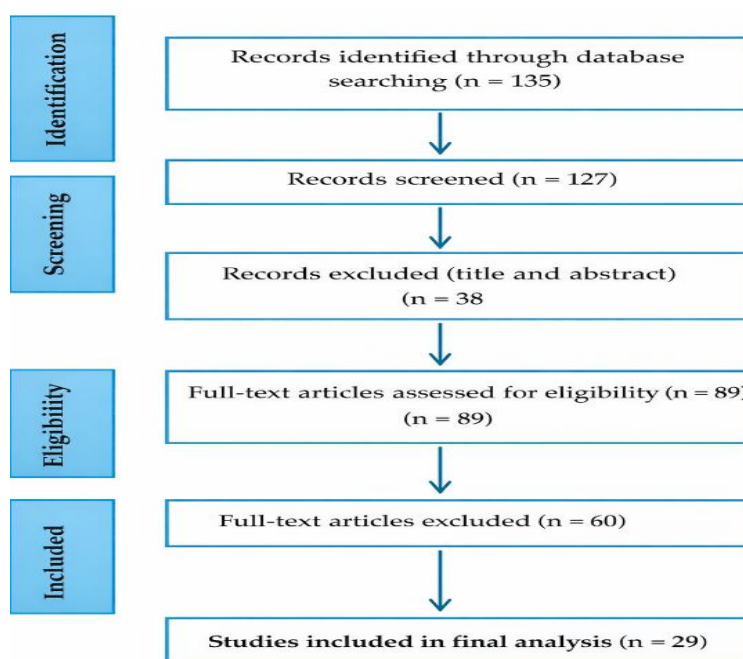 Identification
Records identified through database
searching (n = 135)
Records screened (n = 127)
Screening
Records excluded (title and abstract)
(n = 38
Eligibiiity
Full-text articles assessed for eligibility (n = 89)
(n = 89)
Full-text articles excluded (n = 60)
Included
Studies included in final analysis (n = 29)